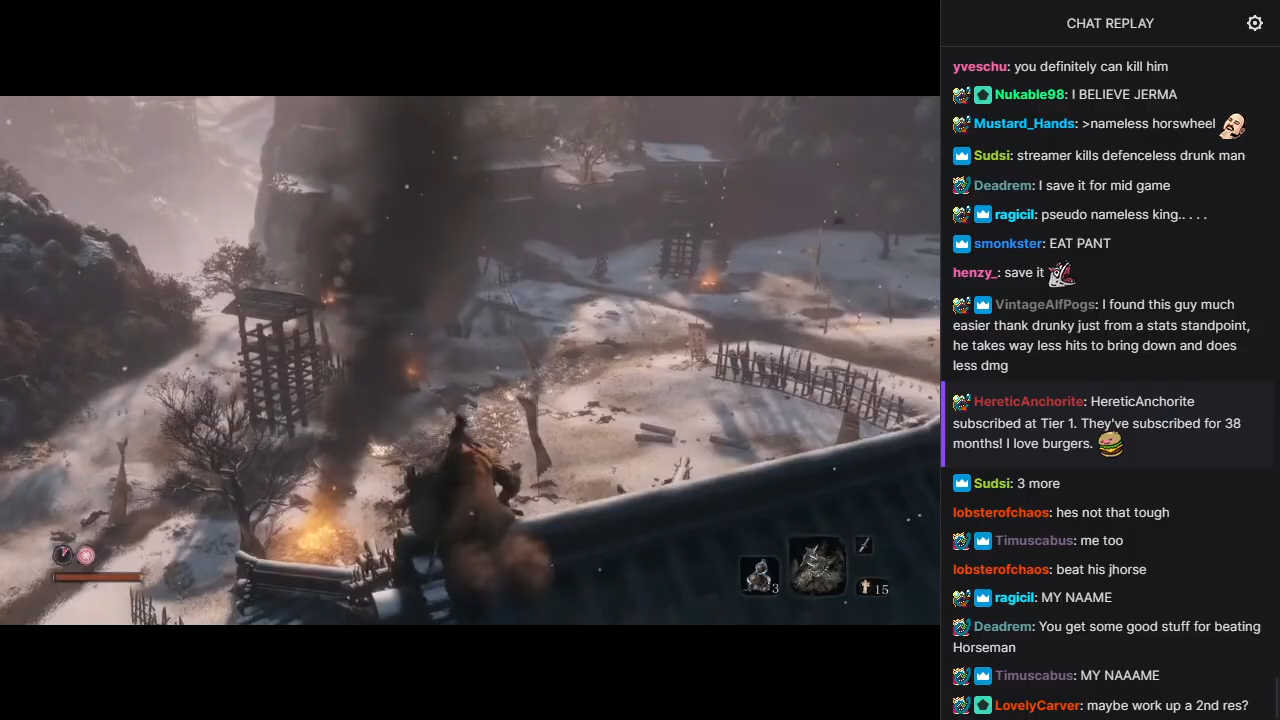 CHAT REPLAY
yveschu: you definitely can kill him
Nukable98: I BELIEVE JERMA
Mustard_Hands: >nameless horswheel
Sudsi: streamer kills defenceless drunk man
Deadrem: I save it for mid game
ragicil: pseudo nameless king.. . . .
smonkster: EAT PANT
henzy_: save it
VintageAlfPogs: I found this guy much
easier thank drunky just from a stats standpoint,
he takes way less hits to bring down and does
less dmg
HereticAnchorite: HereticAnchorite
subscribed at Tier 1. They've subscribed for 38
months! I love burgers.
Sudsi: 3 more
lobsterofchaos: hes not that tough
Timuscabus: me too
lobsterofchaos: beat his jhorse
ragicil: MY NAAME
Deadrem: You get some good stuff for beating
Horseman
Timuscabus: MY NAAAME
LovelyCarver: maybe work up a 2nd res?
3
15